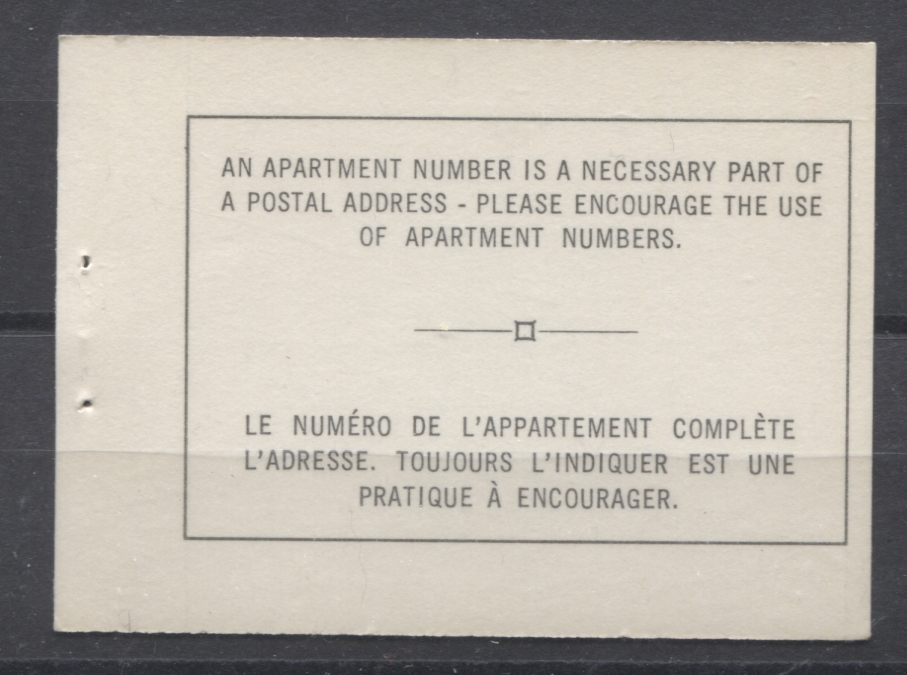 AN APARTMENT NUMBER IS A NECESSARY PART OF
A POSTAL ADDRESS - PLEASE ENCOURAGE THE USE
OF APARTMENT NUMBERS.
LE NUMÉRO DE L'APPARTEMENT COMPLÈTE
L'ADRESSE. TOUJOURS L'INDIQUER EST UNE
PRATIQUE À ENCOURAGER.